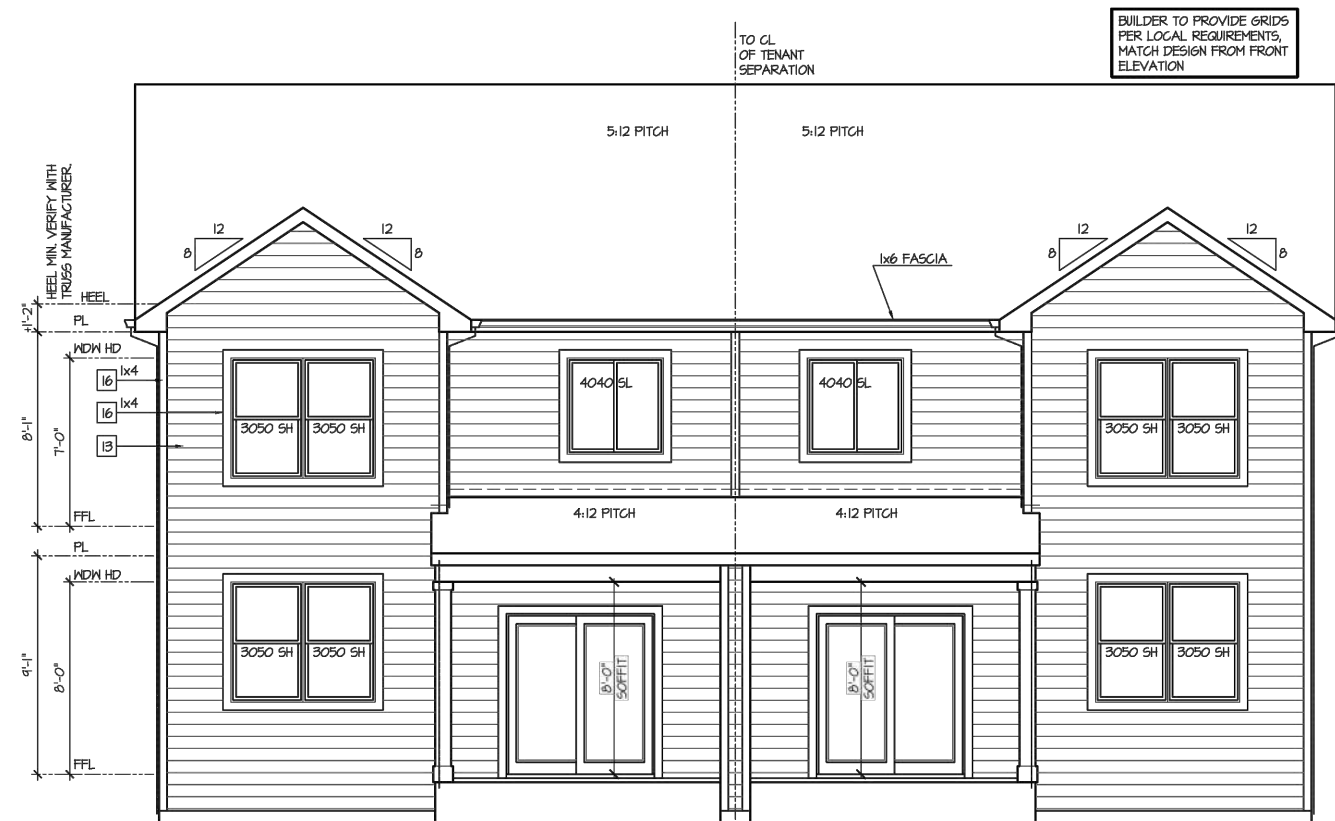 BUILDER TO PROVIDE GRIDS
PER LOCAL REQUIREMENTS,
MATCH DESIGN FROM FRONT
ELEVATION
TO CL
OF TENANT
SEPARATION
5:12 PITCH
5:12 PITCH
HEEL MIN. VERIFY WITH
TRUSS MANUFACTURER.
12
8
12
8
12
8
12
8
1x6 FASCIA
HEEL
+1'-2"
PL
WDW HD
16 1x4
16 1x4
13
8'-1"
7'-0"
4040 SL
4040 SL
3050 SH 3050 SH
3050 SH 3050 SH
FFL
4:12 PITCH
4:12 PITCH
PL
WDW HD
9'-1"
8'-0"
3050 SH 3050 SH
8'-0"
SOFFIT
8'-0"
SOFFIT
3050 SH 3050 SH
FFL